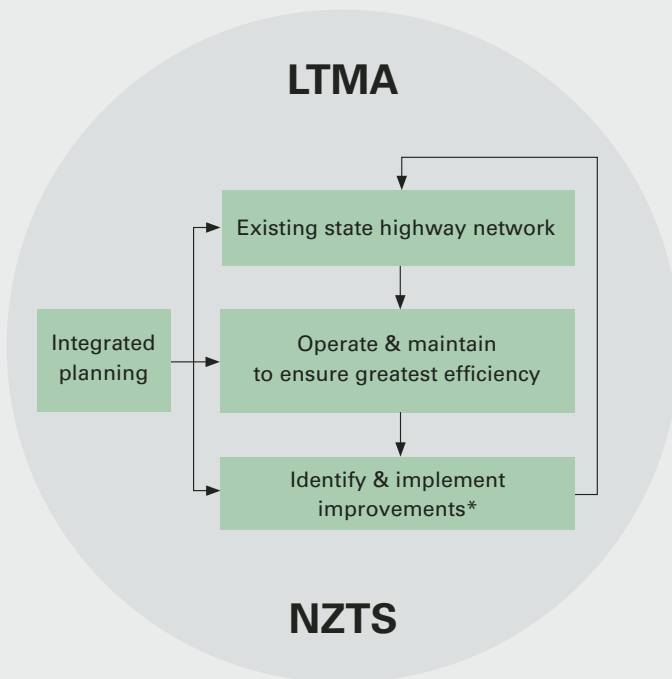 LTMA
Existing state highway network
Integrated
planning
Operate & maintain
to ensure greatest efficiency
Identify & implement
improvements*
NZTS